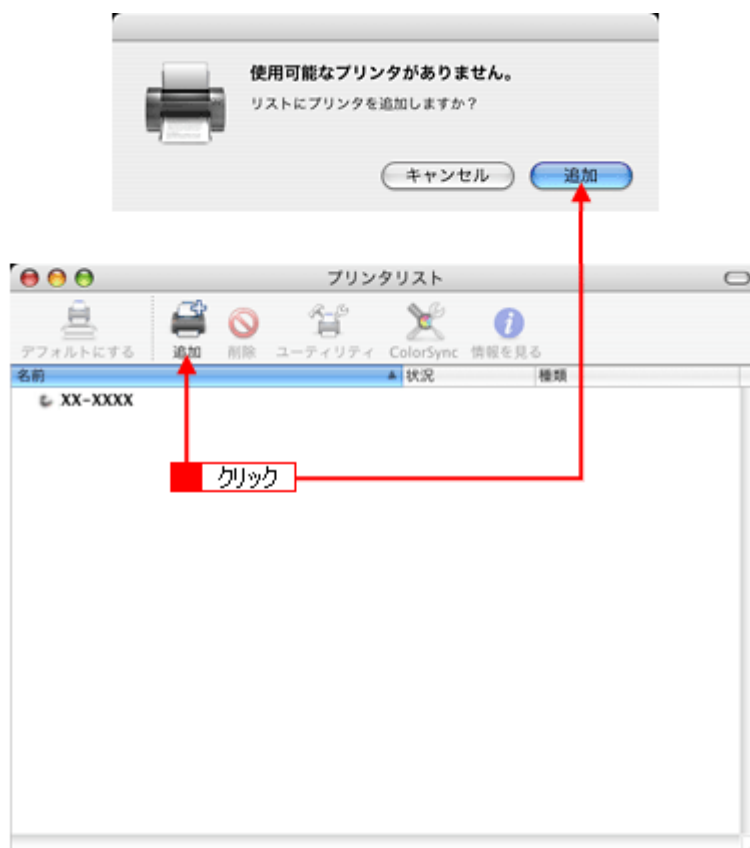 使用可能なプリンタがありません。
リストにプリンタを追加しますか？
キャンセル 追加
プリンタリスト
デフォルトにする 追加 削除 ユーティリティ ColorSync 情報を見る
名前 状況 種類
XX-XXXX
クリック